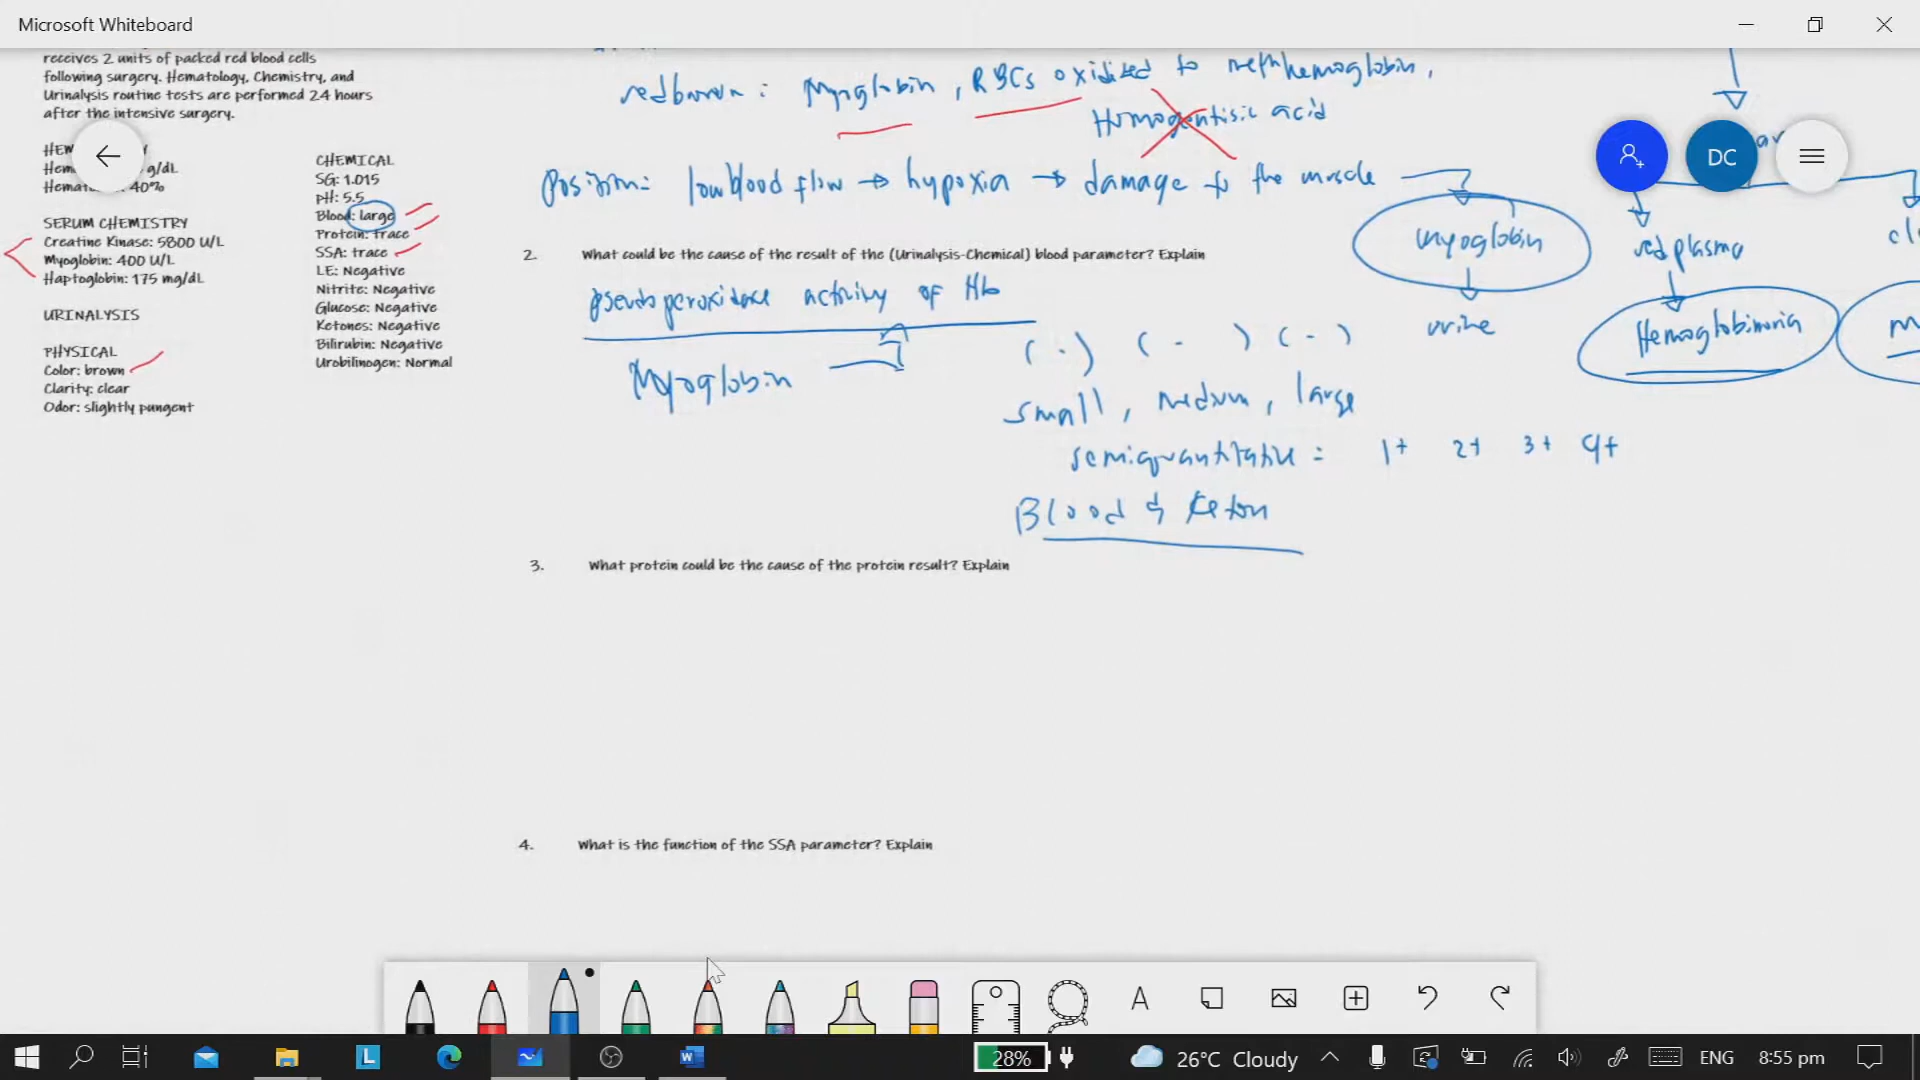 Microsoft Whiteboard
receives 2 units of packed red blood cells
following surgery. Hematology, Chemistry, and
Urinalysis routine tests are performed 24 hours
after the intensive surgery.
g/dL
40%
SERUM CHEMISTRY
Creatine Kinase: 5800 U/L
Myoglobin: 400 U/L
Haptoglobin: 175 mg/dL
URINALYSIS
PHYSICAL
Color: brown
Clarity: clear
Odor: slightly pungent
CHEMICAL
SG: 1.015
pH: 5.5
Blood: large
Protein: trace
SSA: trace
LE: Negative
Nitrite: Negative
Glucose: Negative
Ketones: Negative
Bilirubin: Negative
Urobilinogen: Normal
redbrown: Myoglobin, RBCs oxidized to methhemoglobin,
Homogentisic acid
Position: low blood flow → hypoxia → damage to the muscle
myoglobin
urine
red plasma
Hemoglobinuria
DC
2. What could be the cause of the result of the (Urinalysis-Chemical) blood parameter? Explain
pseudoperoxidase activity of Hb
Myoglobin
small, medium, large
semiquantitative = 1+ 2+ 3+ 4+
Blood & Keton
3. What protein could be the cause of the protein result? Explain
4. What is the function of the SSA parameter? Explain
28%
26°C Cloudy
ENG
8:55 pm